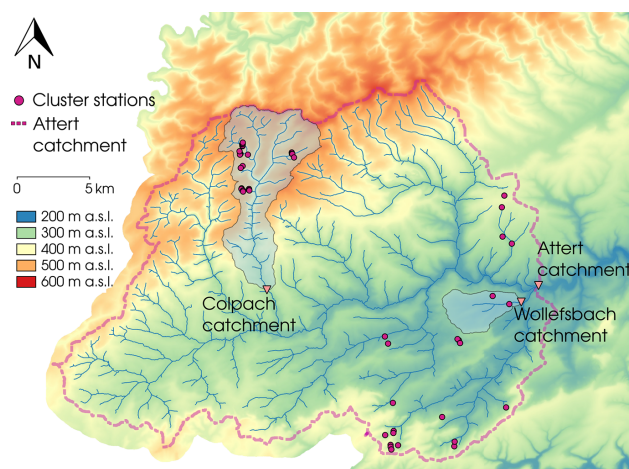 N
Cluster stations
Attert
catchment
0 5 km
200 m a.s.l.
300 m a.s.l.
400 m a.s.l.
500 m a.s.l.
600 m a.s.l.
Colpach
catchment
Attert
catchment
Wollefsbach
catchment